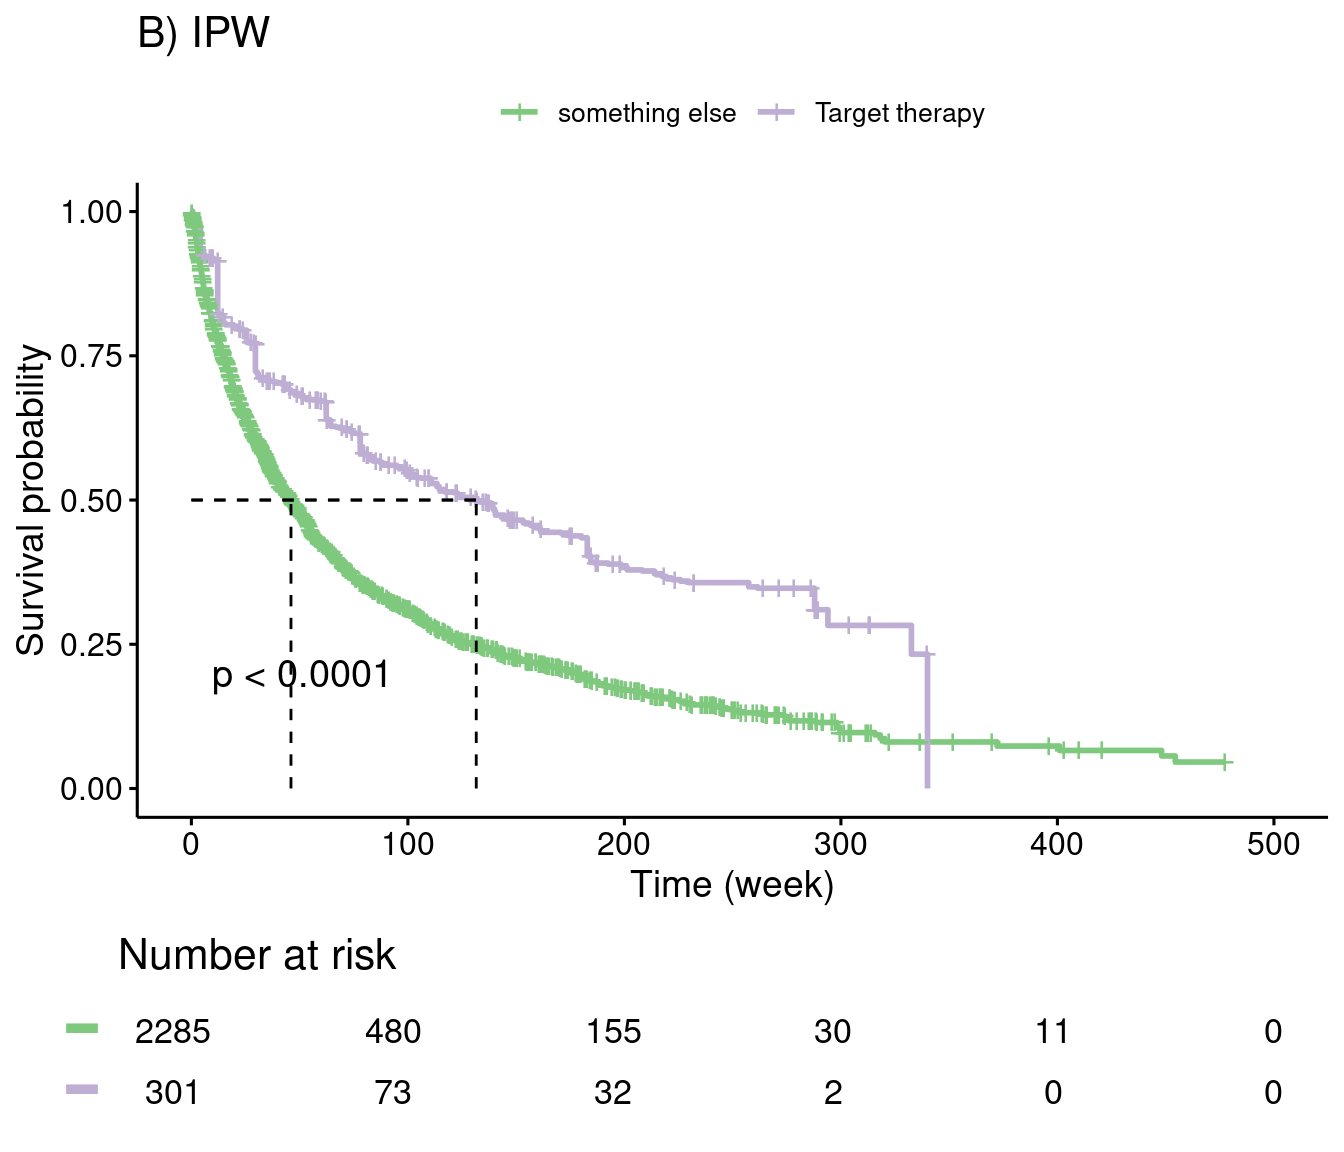 B) IPW
something else Target therapy
Survival probability
1.00
0.75
0.50
0.25
0.00
p < 0.0001
0 100 200 300 400 500
Time (week)
Number at risk
2285 480 155 30 11 0
301 73 32 2 0 0